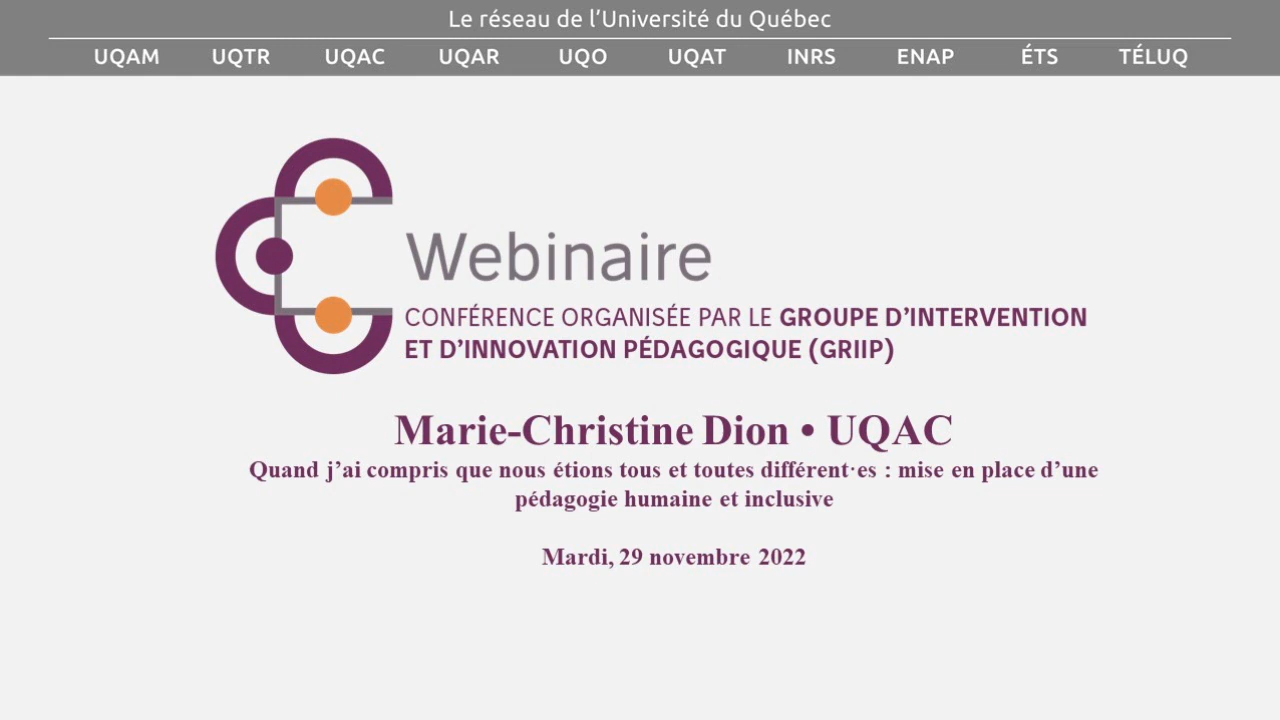 Le réseau de l’Université du Québec
UQAM UQTR UQAC UQAR UQO UQAT INRS ENAP ÉTS TÉLUQ
Webinaire
CONFÉRENCE ORGANISÉE PAR LE GROUPE D’INTERVENTION
ET D’INNOVATION PÉDAGOGIQUE (GRIIP)
Marie-Christine Dion • UQAC
Quand j’ai compris que nous étions tous et toutes différent·es : mise en place d’une
pédagogie humaine et inclusive
Mardi, 29 novembre 2022